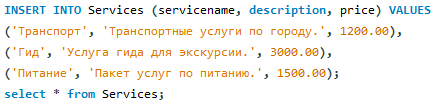 INSERT INTO Services (servicename, description, price) VALUES
('Транспорт', 'Транспортные услуги по городу.', 1200.00),
('Гид', 'Услуга гида для экскурсии.', 3000.00),
('Питание', 'Пакет услуг по питанию.', 1500.00);
select * from Services;